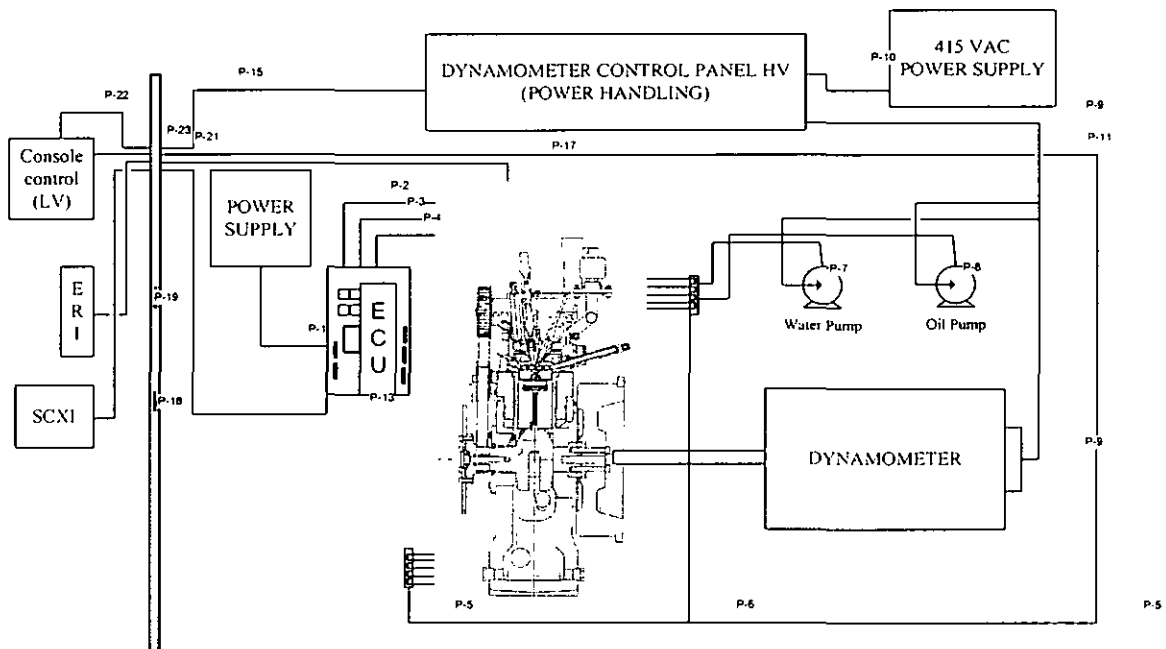 415 VAC
POWER SUPPLY
P-10
DYNAMOMETER CONTROL PANEL HV
(POWER HANDLING)
P-15
P-22
P-9
P-23
P-21
P-11
P-17
Console
control
(LV)
POWER
SUPPLY
P-2
P-3
P-4
E
R
I
P-19
P-1
E
C
U
P-7
P-8
Water Pump
Oil Pump
SCXI
P-18
P-13
P-9
DYNAMOMETER
P-5
P-6
P-5